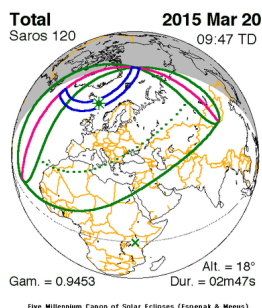 Total
2015 Mar 20
Saros 120
09:47 TD
Alt. = 18°
Gam. = 0.9453
Dur. = 02m47s
Five Millennium Canon of Solar Eclipses (Espenak & Meeus)